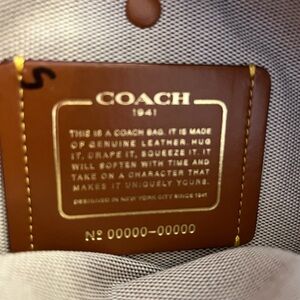 S
COACH
1941
THIS IS A COACH BAG. IT IS MADE
OF GENUINE LEATHER. HUG
IT, DRAPE IT, SQUEEZE IT. IT
WILL SOFTEN WITH TIME AND
TAKE ON A CHARACTER THAT
MAKES IT UNIQUELY YOURS.
DESIGNED IN NEW YORK CITY SINCE 1941
Nº 00000-00000